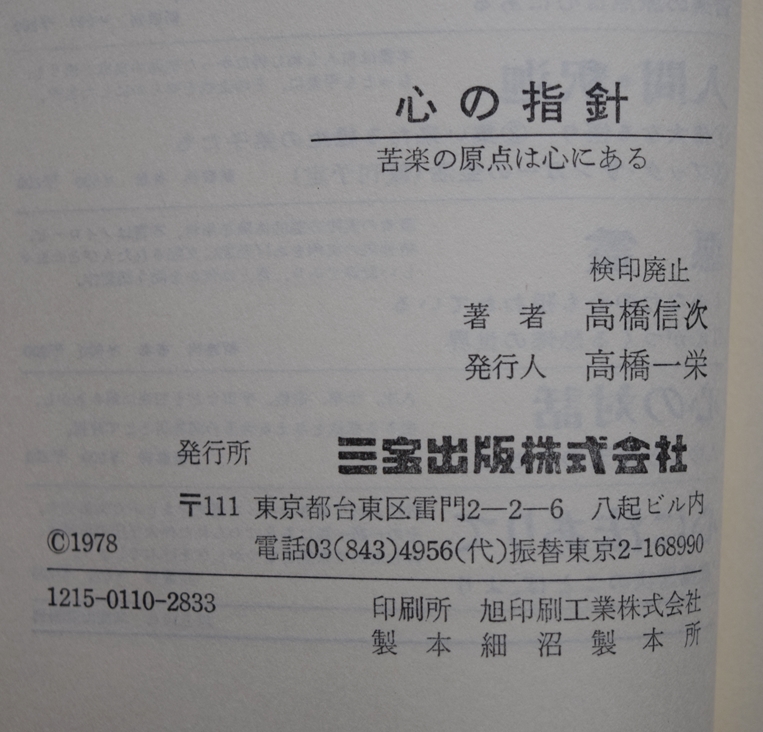 心の指針
苦楽の原点は心にある
検印廃止
著者 高橋信次
発行人 高橋一栄
発行所 三宝出版株式会社
〒111 東京都台東区雷門2—2—6 八起ビル内
©1978 電話03(843)4956(代)振替東京2-168990
1215-0110-2833 印刷所 旭印刷工業株式会社
製本 細沼製本所